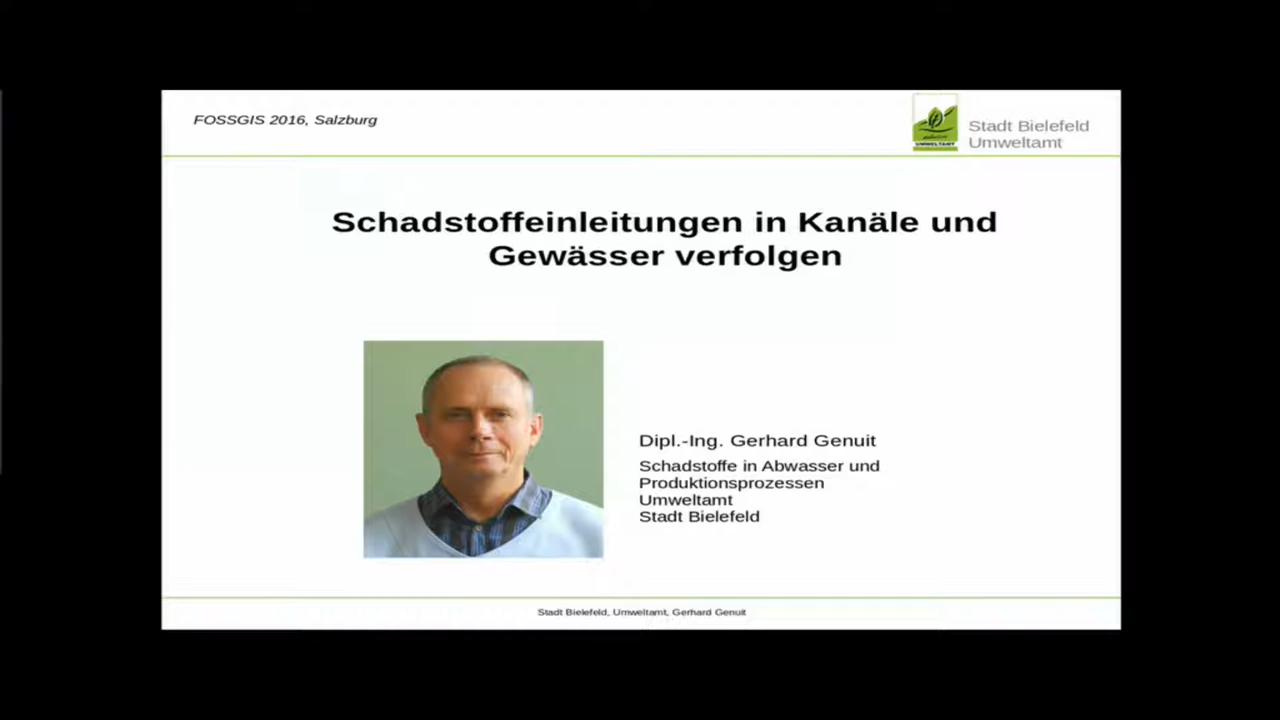 FOSSGIS 2016, Salzburg
UMWELTAMT
Stadt Bielefeld
Umweltamt
Schadstoffeinleitungen in Kanäle und
Gewässer verfolgen
Dipl.-Ing. Gerhard Genuit
Schadstoffe in Abwasser und
Produktionsprozessen
Umweltamt
Stadt Bielefeld
Stadt Bielefeld, Umweltamt, Gerhard Genuit